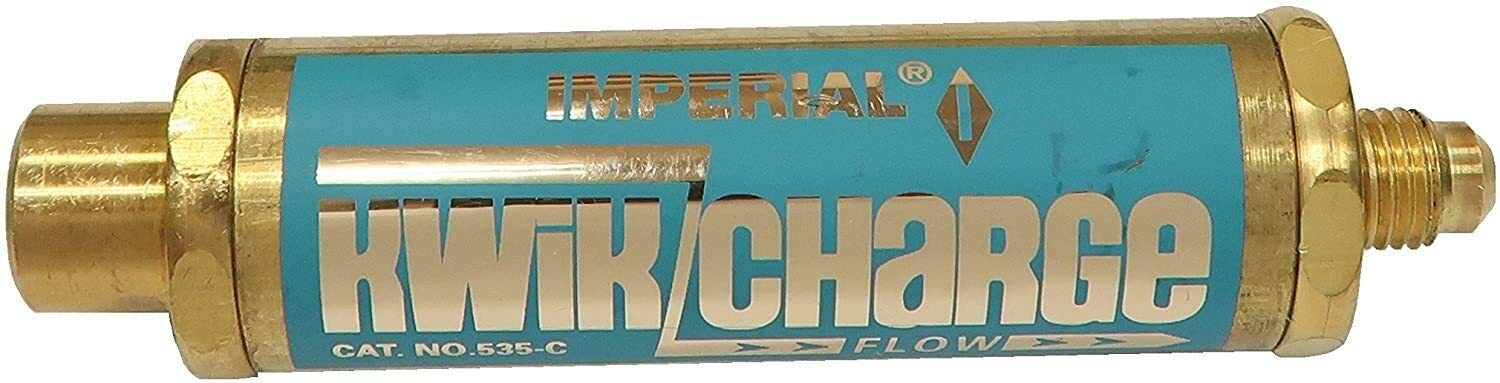 IMPERIAL®
KWiK/CHARGE
CAT. NO.535-C FLOW